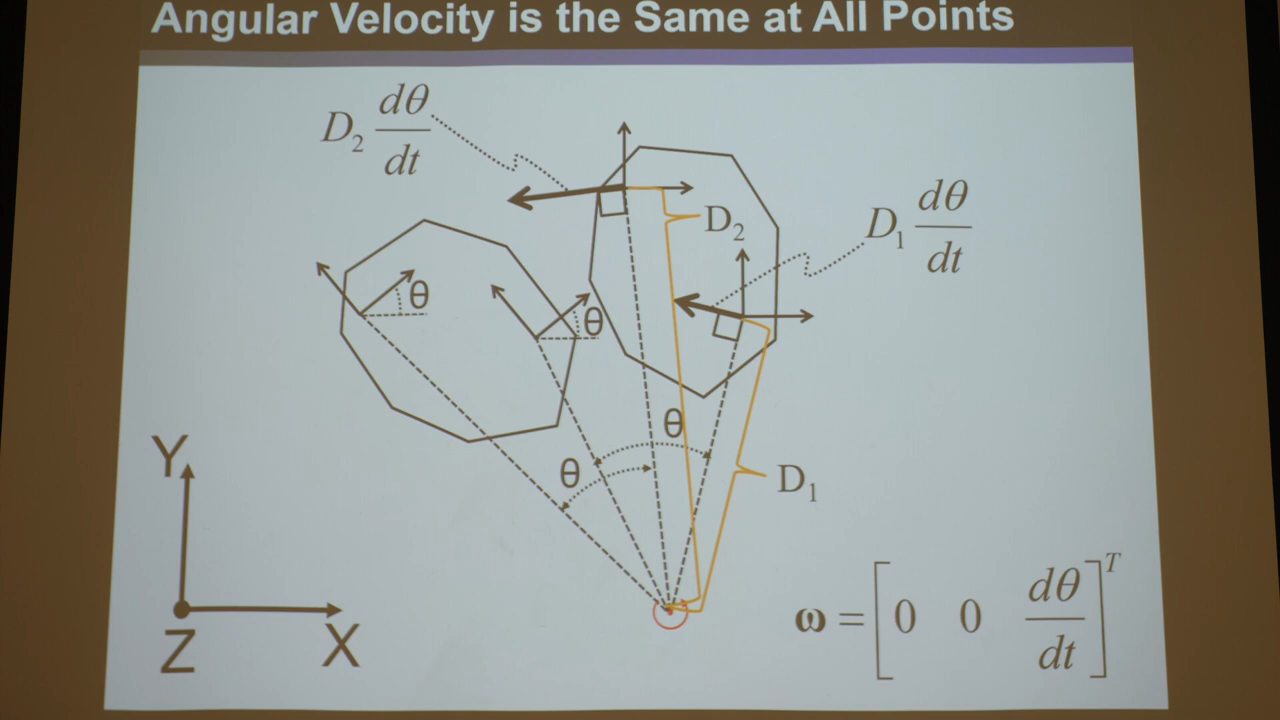 Angular Velocity is the Same at All Points
D₂ dθ/dt
D₂
D₁ dθ/dt
θ
θ
θ
θ
D₁
Y
Z
X
ω = [0 0 dθ/dt]ᵀ